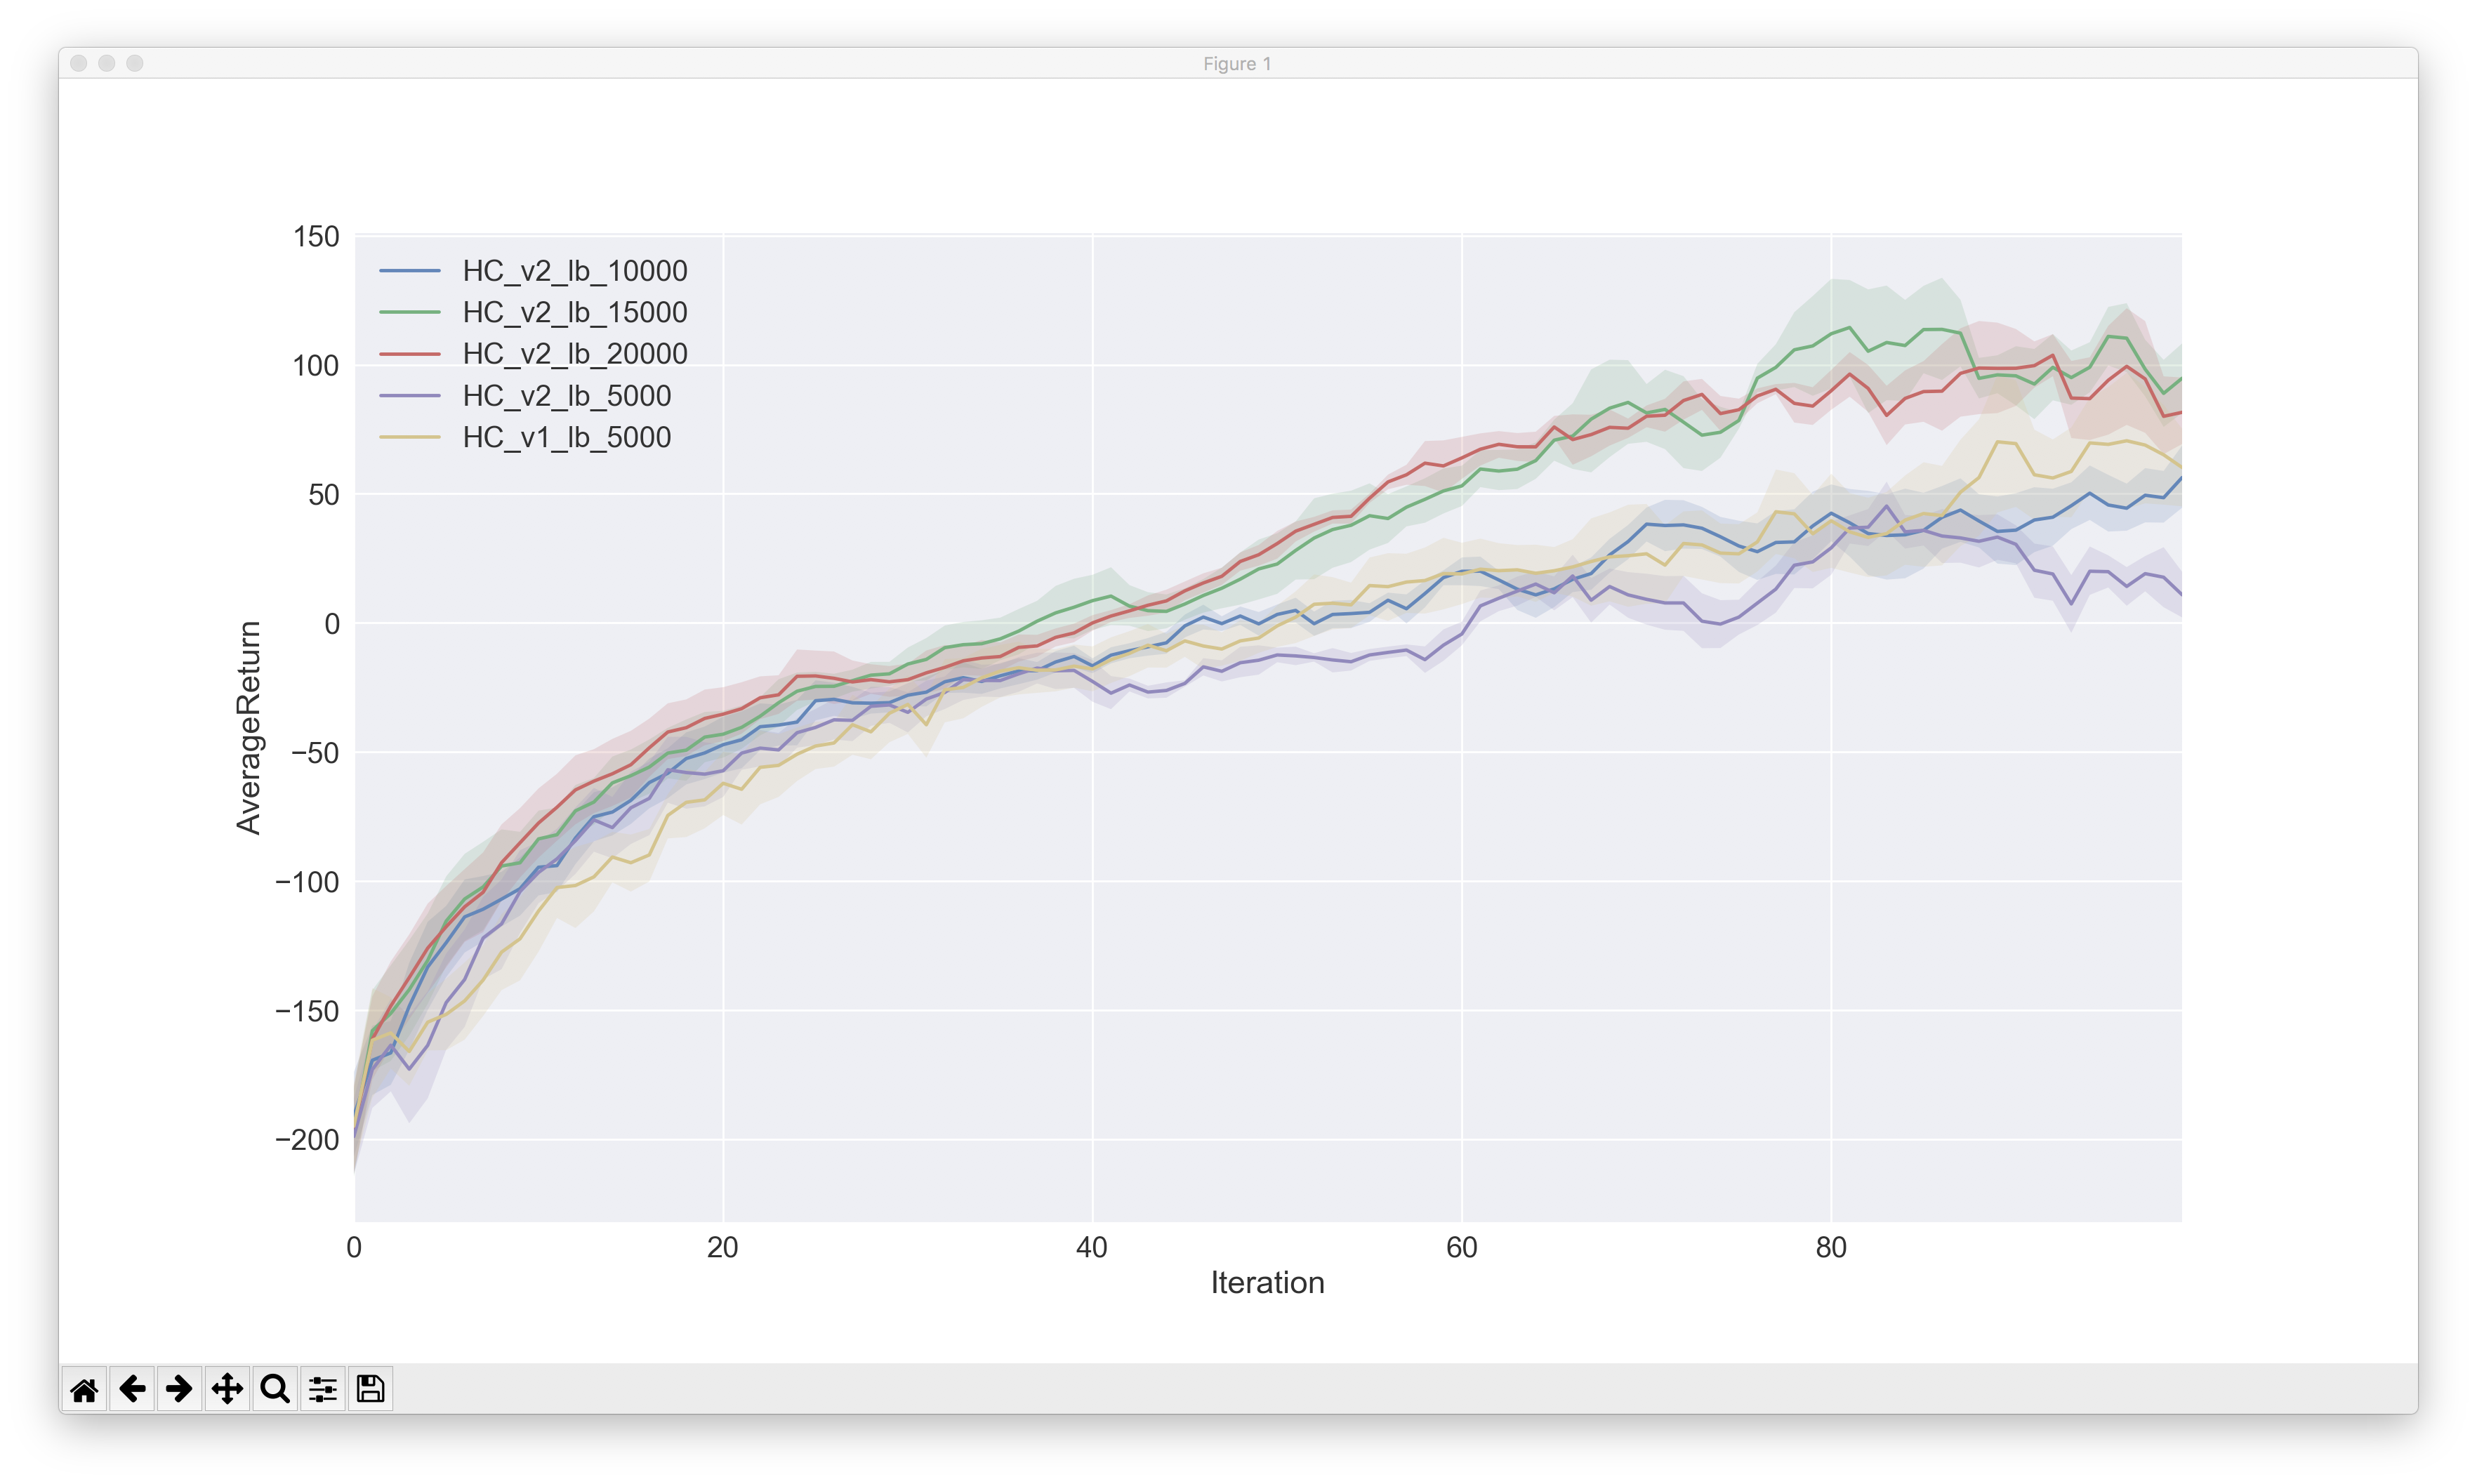 Figure 1
150
100
50
0
−50
−100
−150
−200
AverageReturn
HC_v2_lb_10000
HC_v2_lb_15000
HC_v2_lb_20000
HC_v2_lb_5000
HC_v1_lb_5000
0 20 40 60 80
Iteration